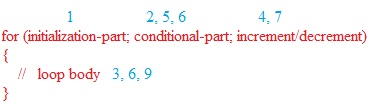 1 2, 5, 6 4, 7
for (initialization-part; conditional-part; increment/decrement)
{
// loop body 3, 6, 9
}